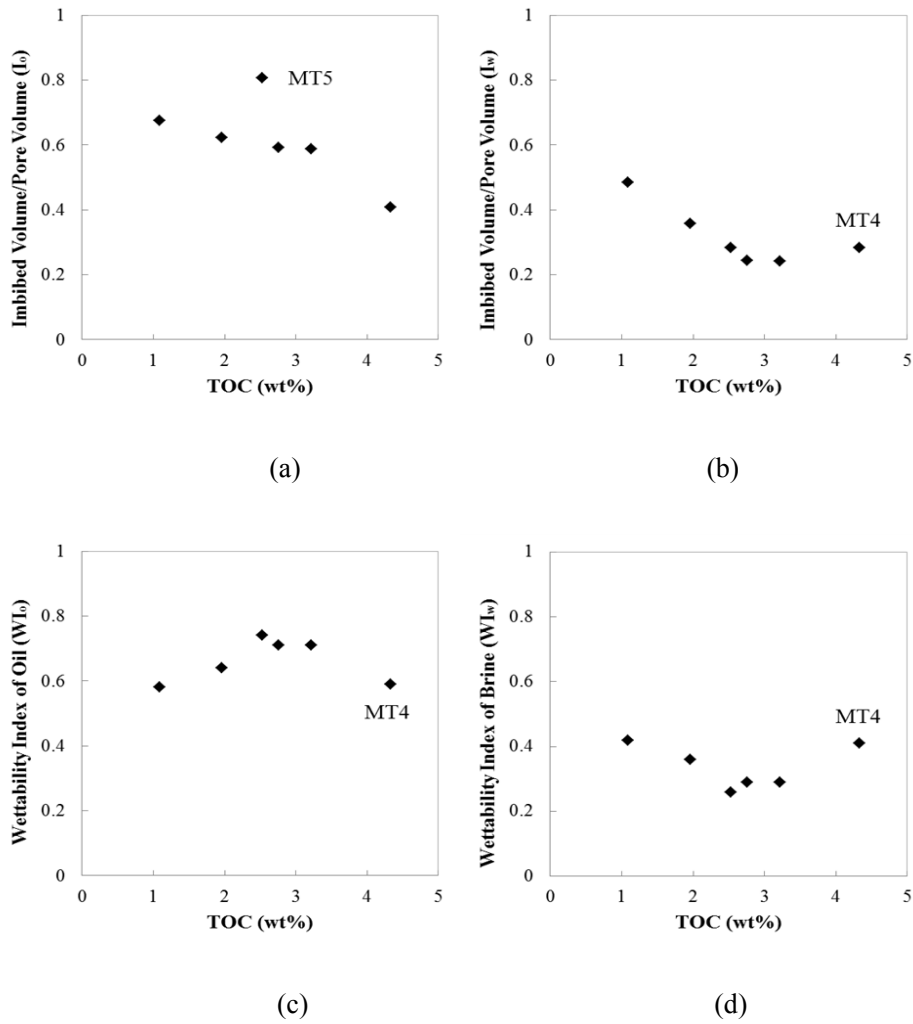 Imbibed Volume/Pore Volume (Io)
1
0.8
0.6
0.4
0.2
0
MT5
0 1 2 3 4 5
TOC (wt%)
(a)
Imbibed Volume/Pore Volume (Iw)
1
0.8
0.6
0.4
0.2
0
MT4
0 1 2 3 4 5
TOC (wt%)
(b)
Wettability Index of Oil (WIo)
1
0.8
0.6
0.4
0.2
0
MT4
0 1 2 3 4 5
TOC (wt%)
(c)
Wettability Index of Brine (WIw)
1
0.8
0.6
0.4
0.2
0
MT4
0 1 2 3 4 5
TOC (wt%)
(d)